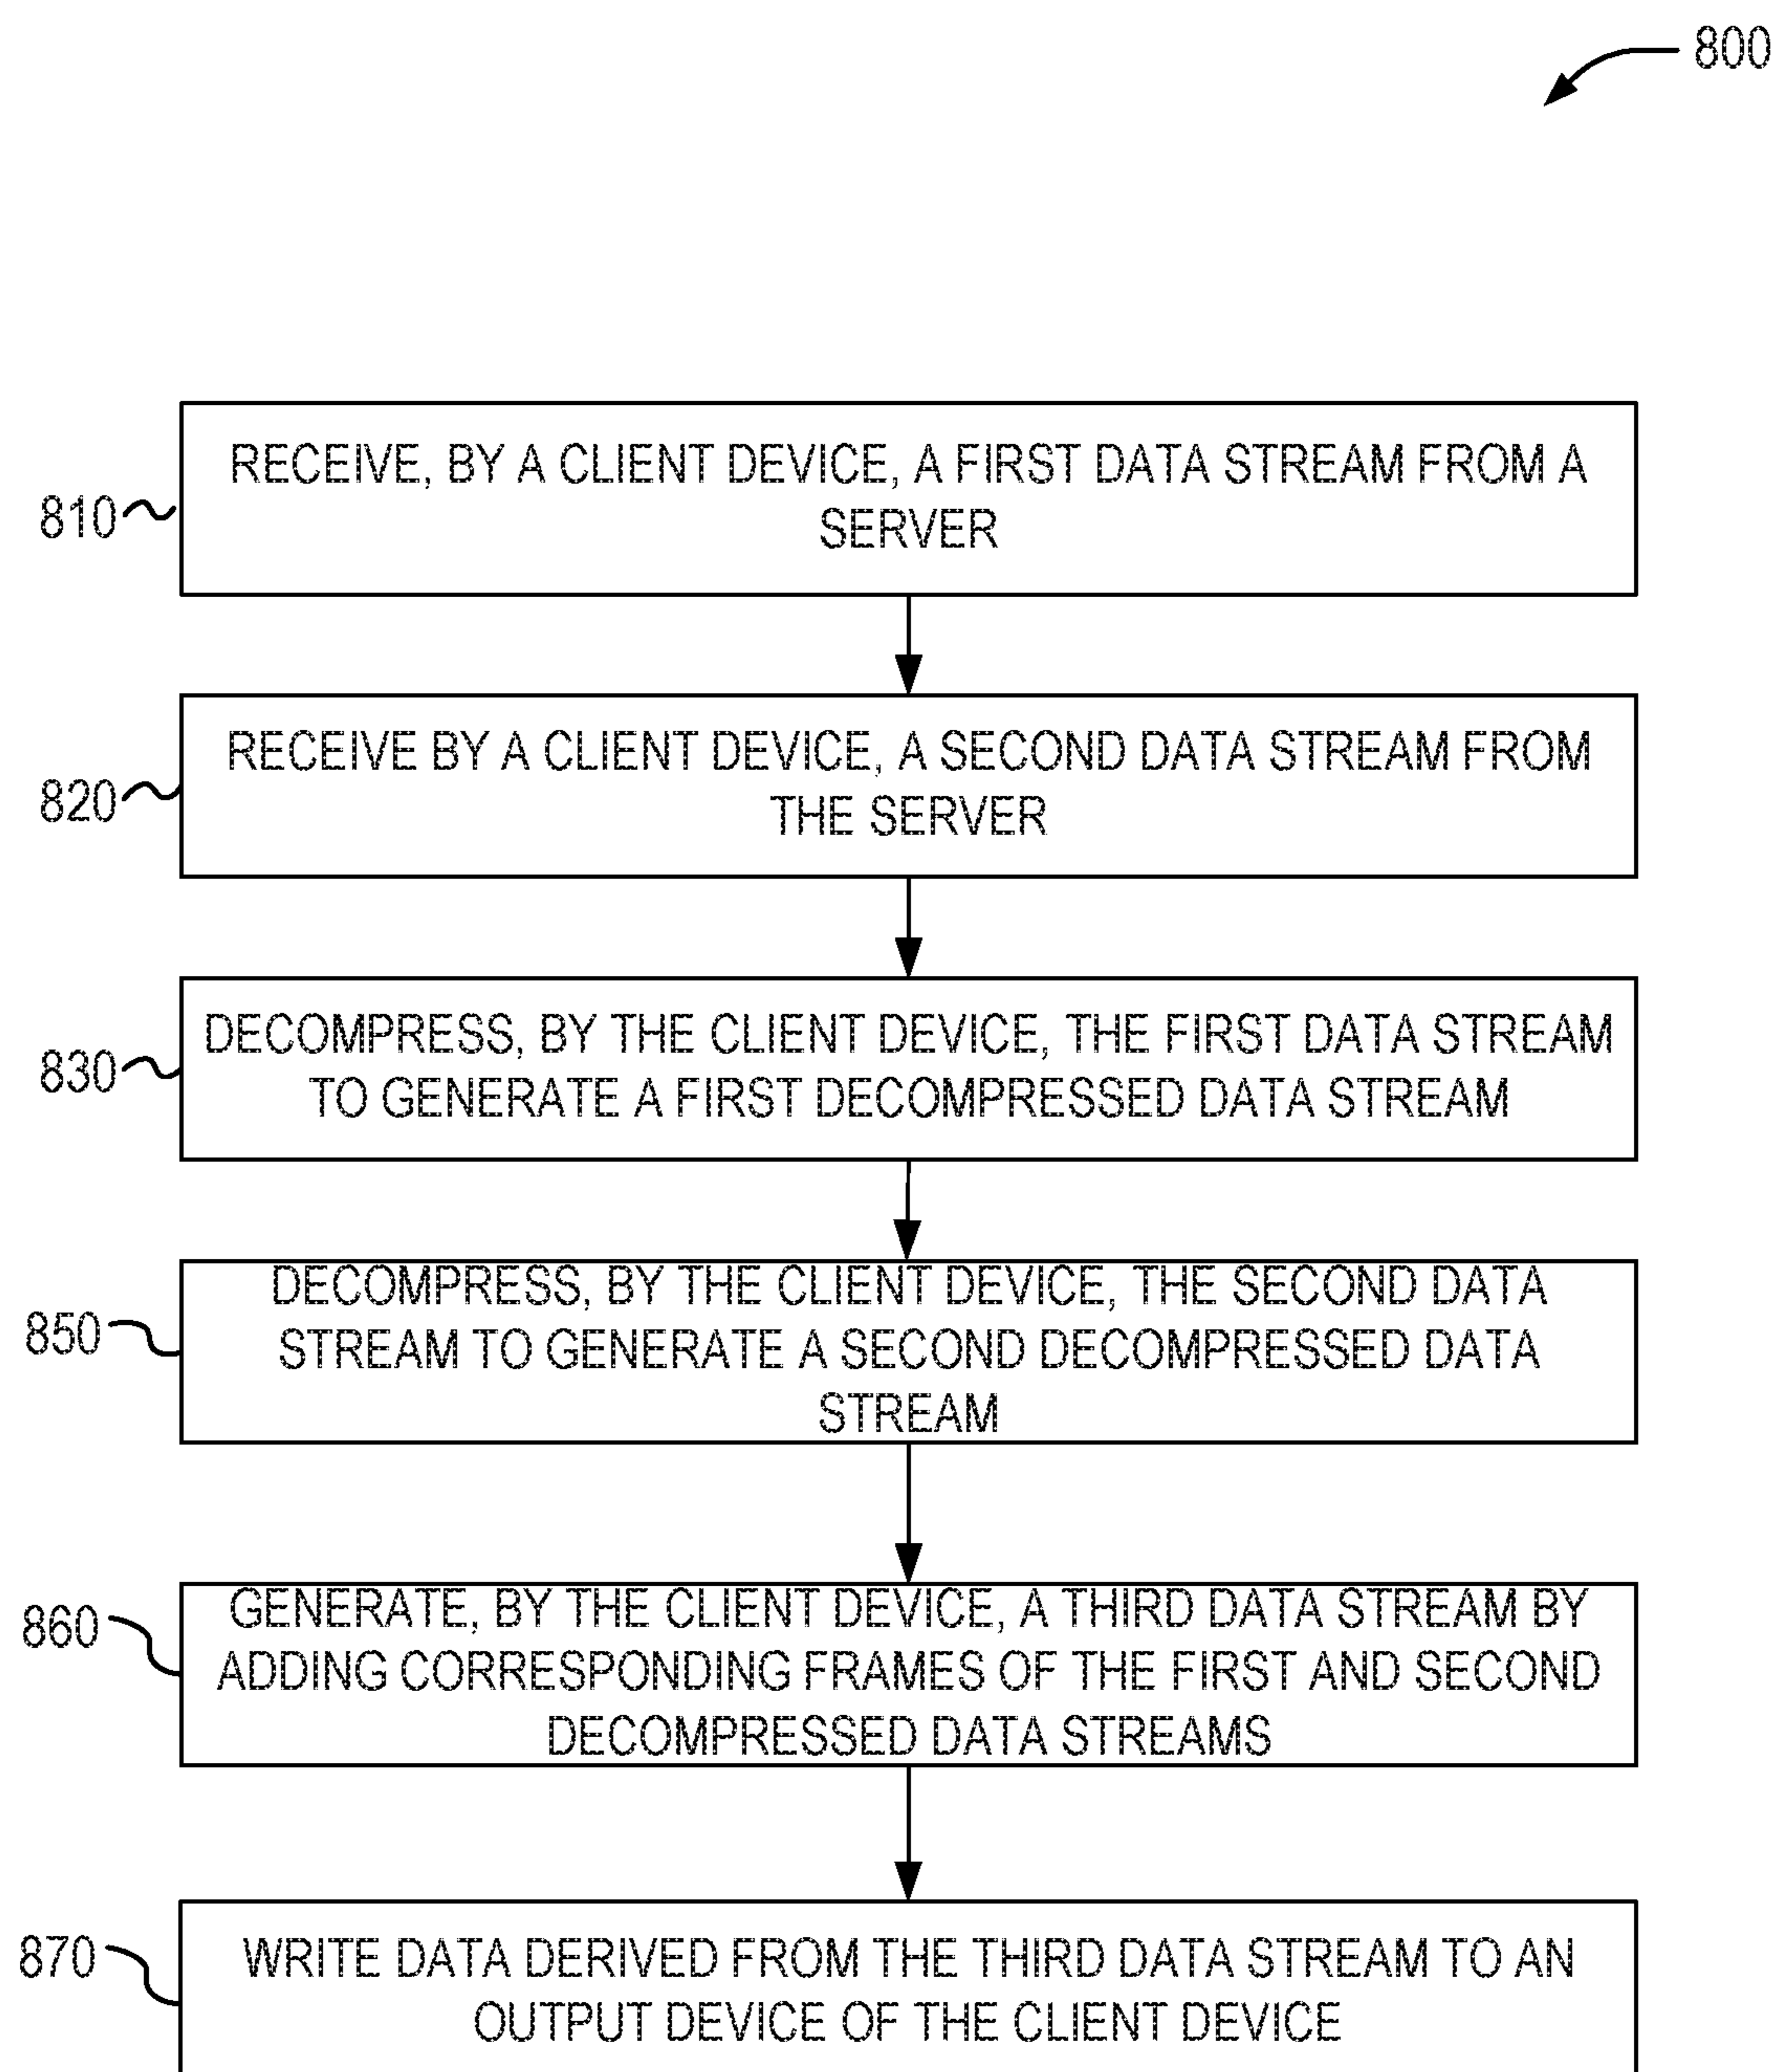 800
810
RECEIVE, BY A CLIENT DEVICE, A FIRST DATA STREAM FROM A
SERVER
820
RECEIVE BY A CLIENT DEVICE, A SECOND DATA STREAM FROM
THE SERVER
830
DECOMPRESS, BY THE CLIENT DEVICE, THE FIRST DATA STREAM
TO GENERATE A FIRST DECOMPRESSED DATA STREAM
850
DECOMPRESS, BY THE CLIENT DEVICE, THE SECOND DATA
STREAM TO GENERATE A SECOND DECOMPRESSED DATA
STREAM
860
GENERATE, BY THE CLIENT DEVICE, A THIRD DATA STREAM BY
ADDING CORRESPONDING FRAMES OF THE FIRST AND SECOND
DECOMPRESSED DATA STREAMS
870
WRITE DATA DERIVED FROM THE THIRD DATA STREAM TO AN
OUTPUT DEVICE OF THE CLIENT DEVICE